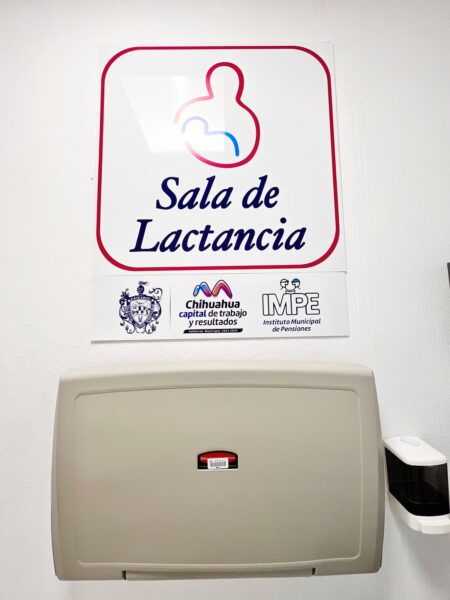 Sala de
Lactancia
Chihuahua
capital de trabajo
y resultados
IMPE
Instituto Municipal
de Pensiones